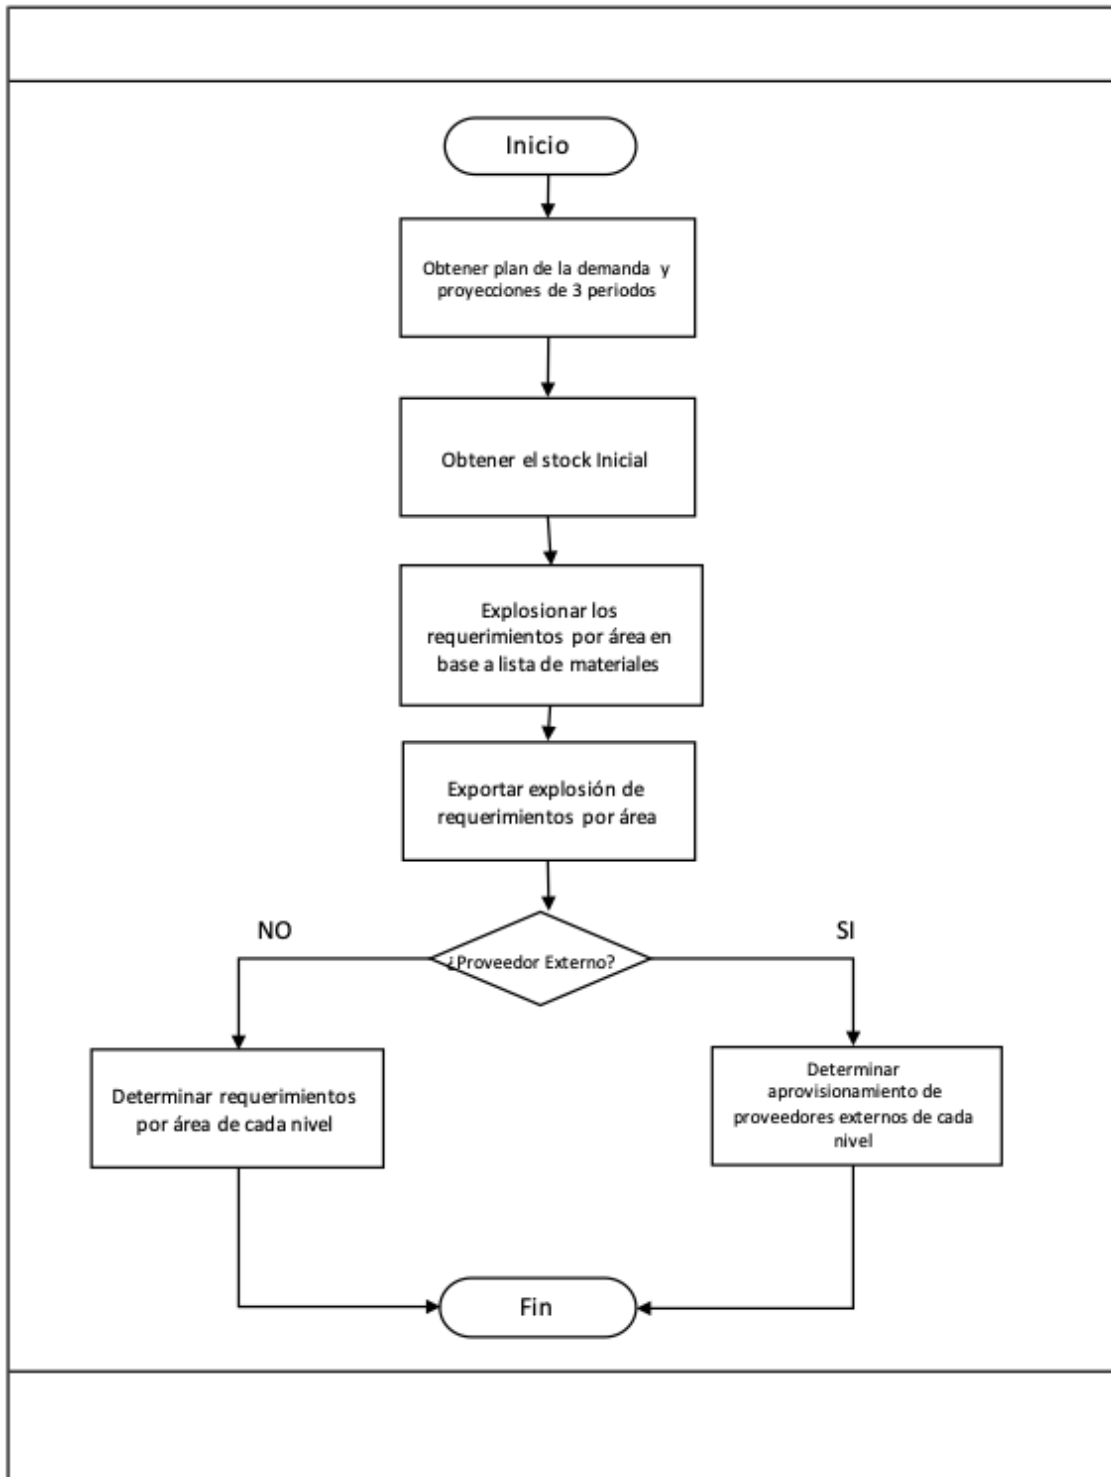 Inicio
Obtener plan de la demanda y
proyecciones de 3 periodos
Obtener el stock Inicial
Explosionar los
requerimientos por área en
base a lista de materiales
Exportar explosión de
requerimientos por área
NO
¿Proveedor Externo?
SI
Determinar requerimientos
por área de cada nivel
Determinar
aprovisionamiento de
proveedores externos de cada
nivel
Fin